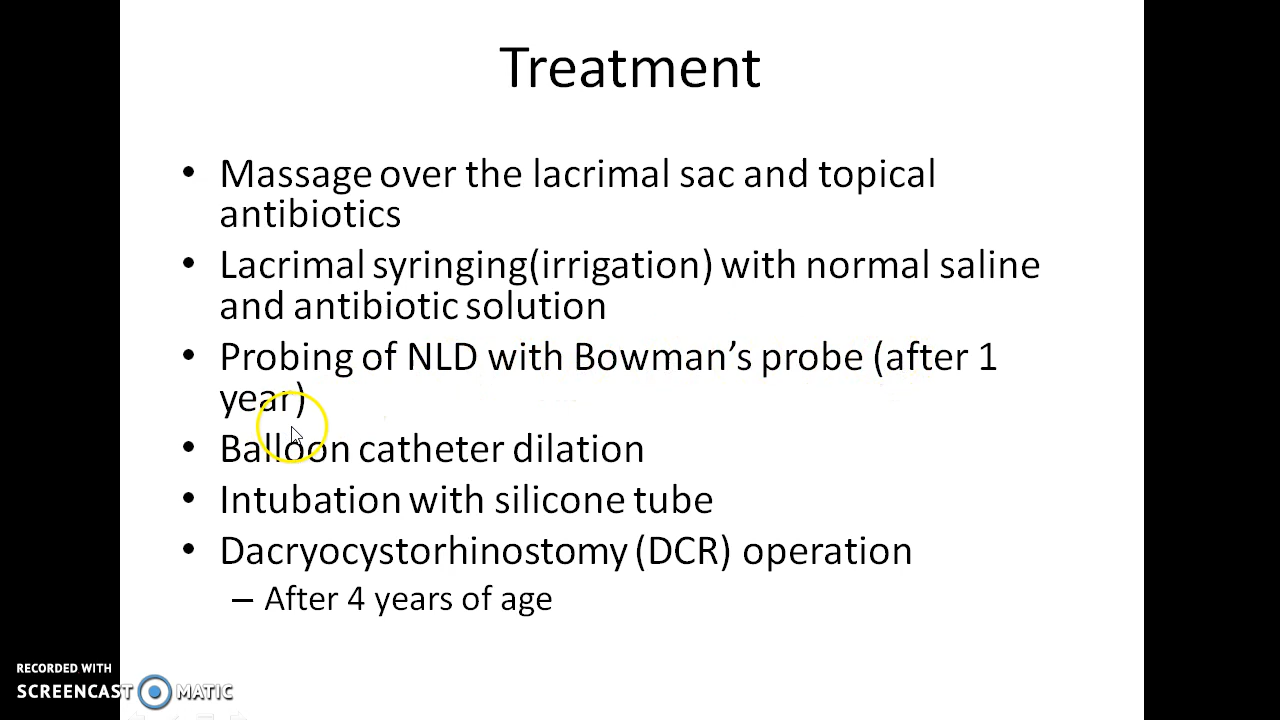 Treatment
• Massage over the lacrimal sac and topical
antibiotics
• Lacrimal syringing(irrigation) with normal saline
and antibiotic solution
• Probing of NLD with Bowman’s probe (after 1
year)
• Balloon catheter dilation
• Intubation with silicone tube
• Dacryocystorhinostomy (DCR) operation
– After 4 years of age
RECORDED WITH
SCREENCAST MATIC